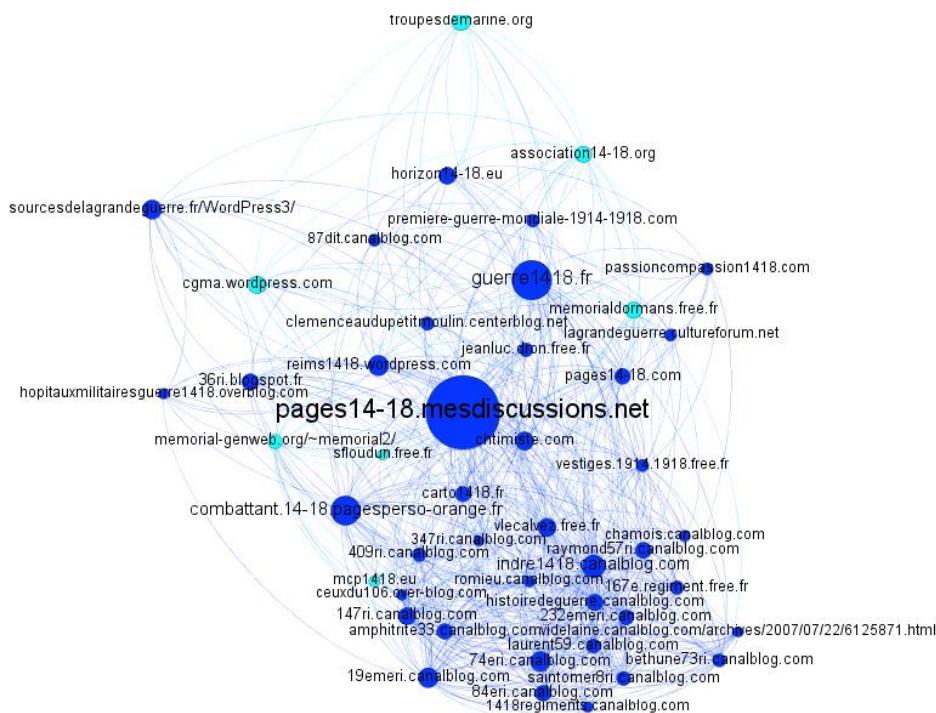 troupesdemarine.org
association14-18.org
horizon14-18.eu
sourcesdelagrandeguerre.fr/WordPress3/
premiere-guerre-mondiale-1914-1918.com
87dit.canalblog.com
passioncompassion1418.com
guerre1418.fr
cgma.wordpress.com
memorialdormans.free.fr
clemenceaudupetitmoulin.centerblog.net
lagrandeguerre.cultureforum.net
jeanluc.dron.free.fr
reims1418.wordpress.com
pages14-18.com
36ri.blogspot.fr
hopitauxmilitairesguerre1418.overblog.com
pages14-18.mesdiscussions.net
memorial-genweb.org/~memorial2/
chtimiste.com
sfloudun.free.fr
vestiges.1914.1918.free.fr
carto1418.fr
combattant.14-18.pagesperso-orange.fr
vlecalvez.free.fr
chamois.canalblog.com
347ri.canalblog.com
raymond57ri.canalblog.com
409ri.canalblog.com
indre1418.canalblog.com
mcp1418.eu
romieu.canalblog.com
167e.regiment.free.fr
ceuxdu106.over-blog.com
histoiredeguerre.canalblog.com
147ri.canalblog.com
232emeri.canalblog.com
amphitrite33.canalblog.com
videlaine.canalblog.com/archives/2007/07/22/6125871.html
laurent59.canalblog.com
74eri.canalblog.com
bethune73ri.canalblog.com
19emeri.canalblog.com
saintomer8ri.canalblog.com
84eri.canalblog.com
1418regiments.canalblog.com